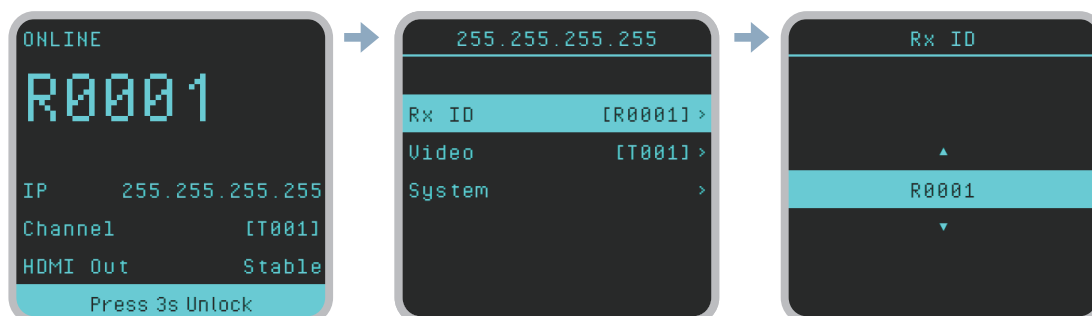 ONLINE
R0001
IP 255.255.255.255
Channel [T001]
HDMI Out Stable
Press 3s Unlock
255.255.255.255
Rx ID [R0001] >
Video [T001] >
System >
Rx ID
▲
R0001
▼